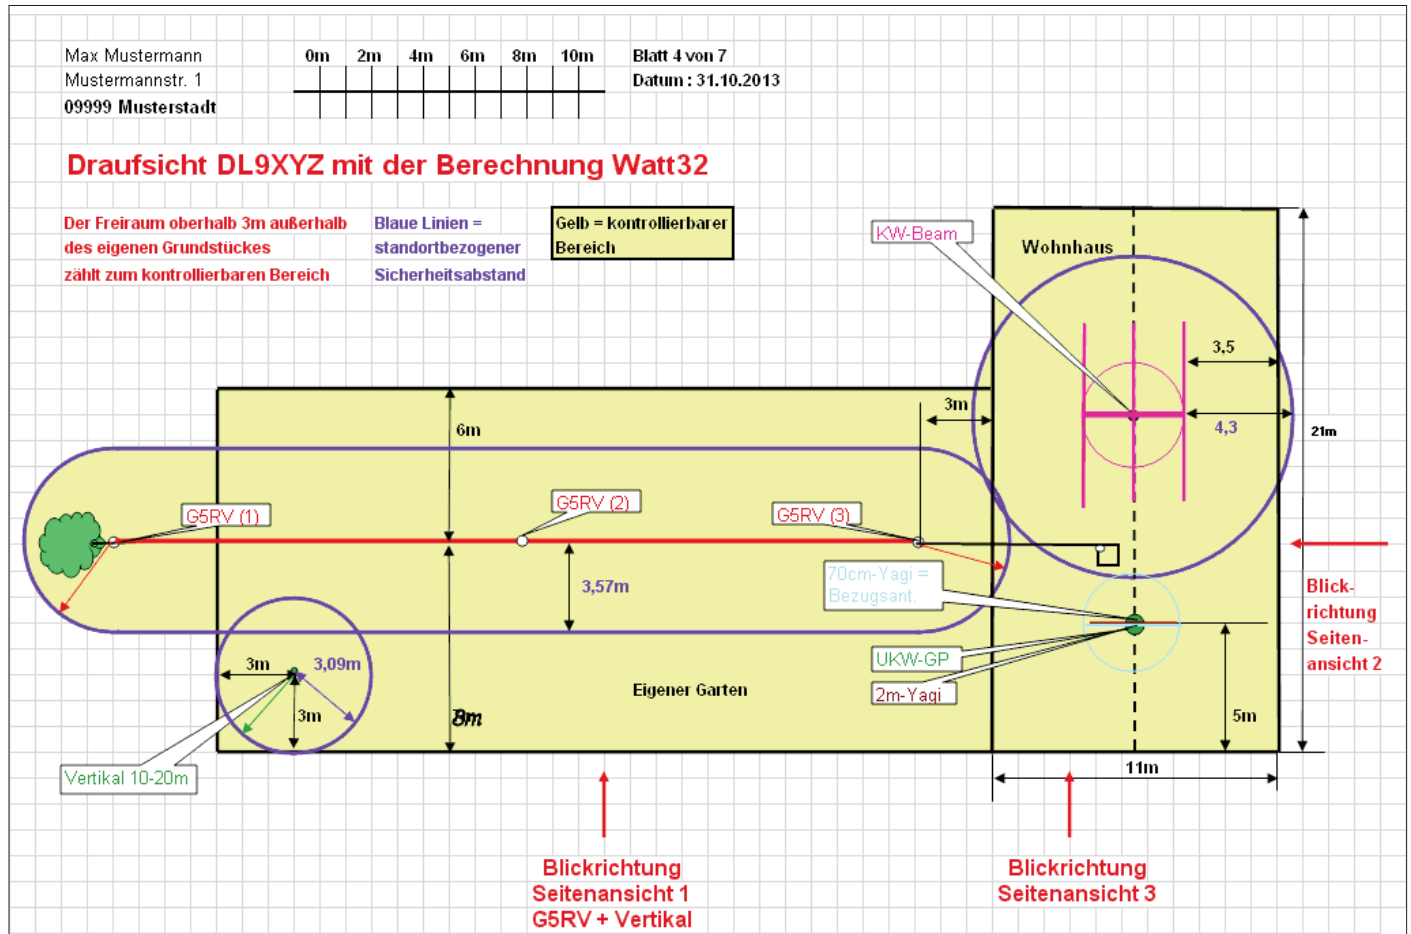 Max Mustermann
Mustermannstr. 1
09999 Musterstadt
0m 2m 4m 6m 8m 10m
Blatt 4 von 7
Datum : 31.10.2013
Draufsicht DL9XYZ mit der Berechnung Watt32
Der Freiraum oberhalb 3m außerhalb
des eigenen Grundstückes
zählt zum kontrollierbaren Bereich
Blaue Linien =
standortbezogener
Sicherheitsabstand
Gelb = kontrollierbarer
Bereich
KW-Beam
Wohnhaus
3,5
4,3
21m
3m
6m
G5RV (1)
G5RV (2)
G5RV (3)
3,57m
70cm-Yagi =
Bezugsant.
UKW-GP
2m-Yagi
Blick-
richtung
Seiten-
ansicht 2
3m
3,09m
3m
Eigener Garten
8m
5m
Vertikal 10-20m
11m
Blickrichtung
Seitenansicht 1
G5RV + Vertikal
Blickrichtung
Seitenansicht 3